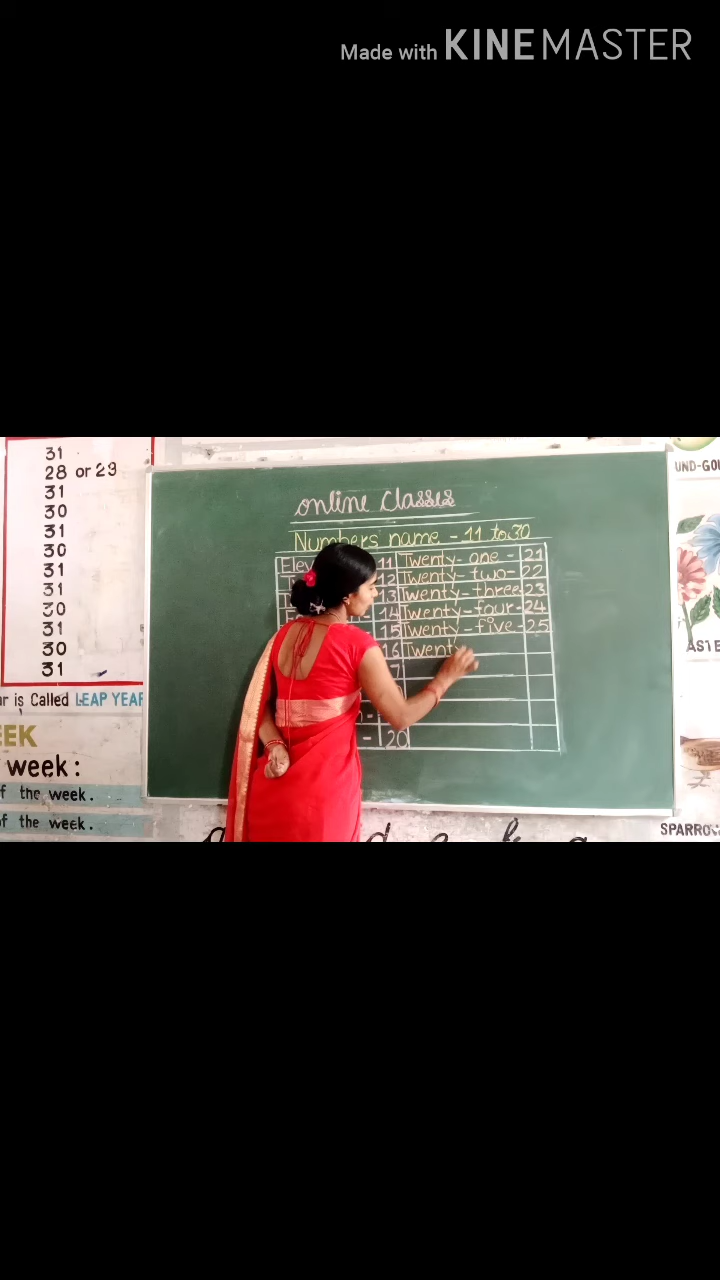 Made with KINEMASTER
31
28 or 29
31
30
31
30
31
31
30
31
30
31
is Called LEAP YEAR
week:
f the week.
of the week.
online classes
Numbers name - 11 to 30
11 Twenty-one - 21
12 Twenty-two - 22
13 Twenty-three 23
14 Twenty-four - 24
15 Twenty-five - 25
16 Twenty
20
SPARROW